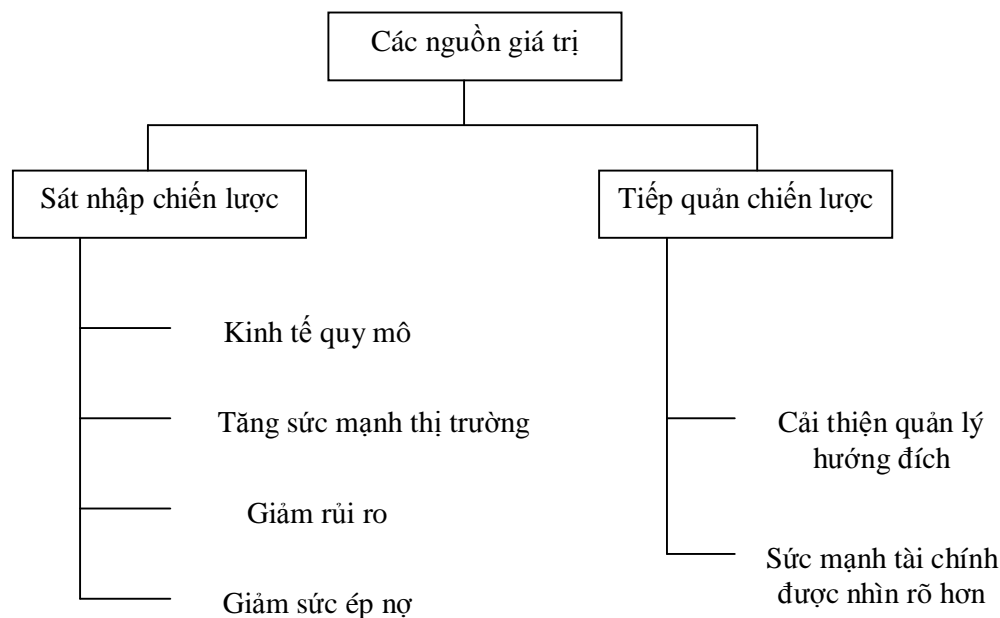 Các nguồn giá trị
Sát nhập chiến lược
Tiếp quản chiến lược
Kinh tế quy mô
Tăng sức mạnh thị trường
Giảm rủi ro
Giảm sức ép nợ
Cải thiện quản lý
hướng đích
Sức mạnh tài chính
được nhìn rõ hơn